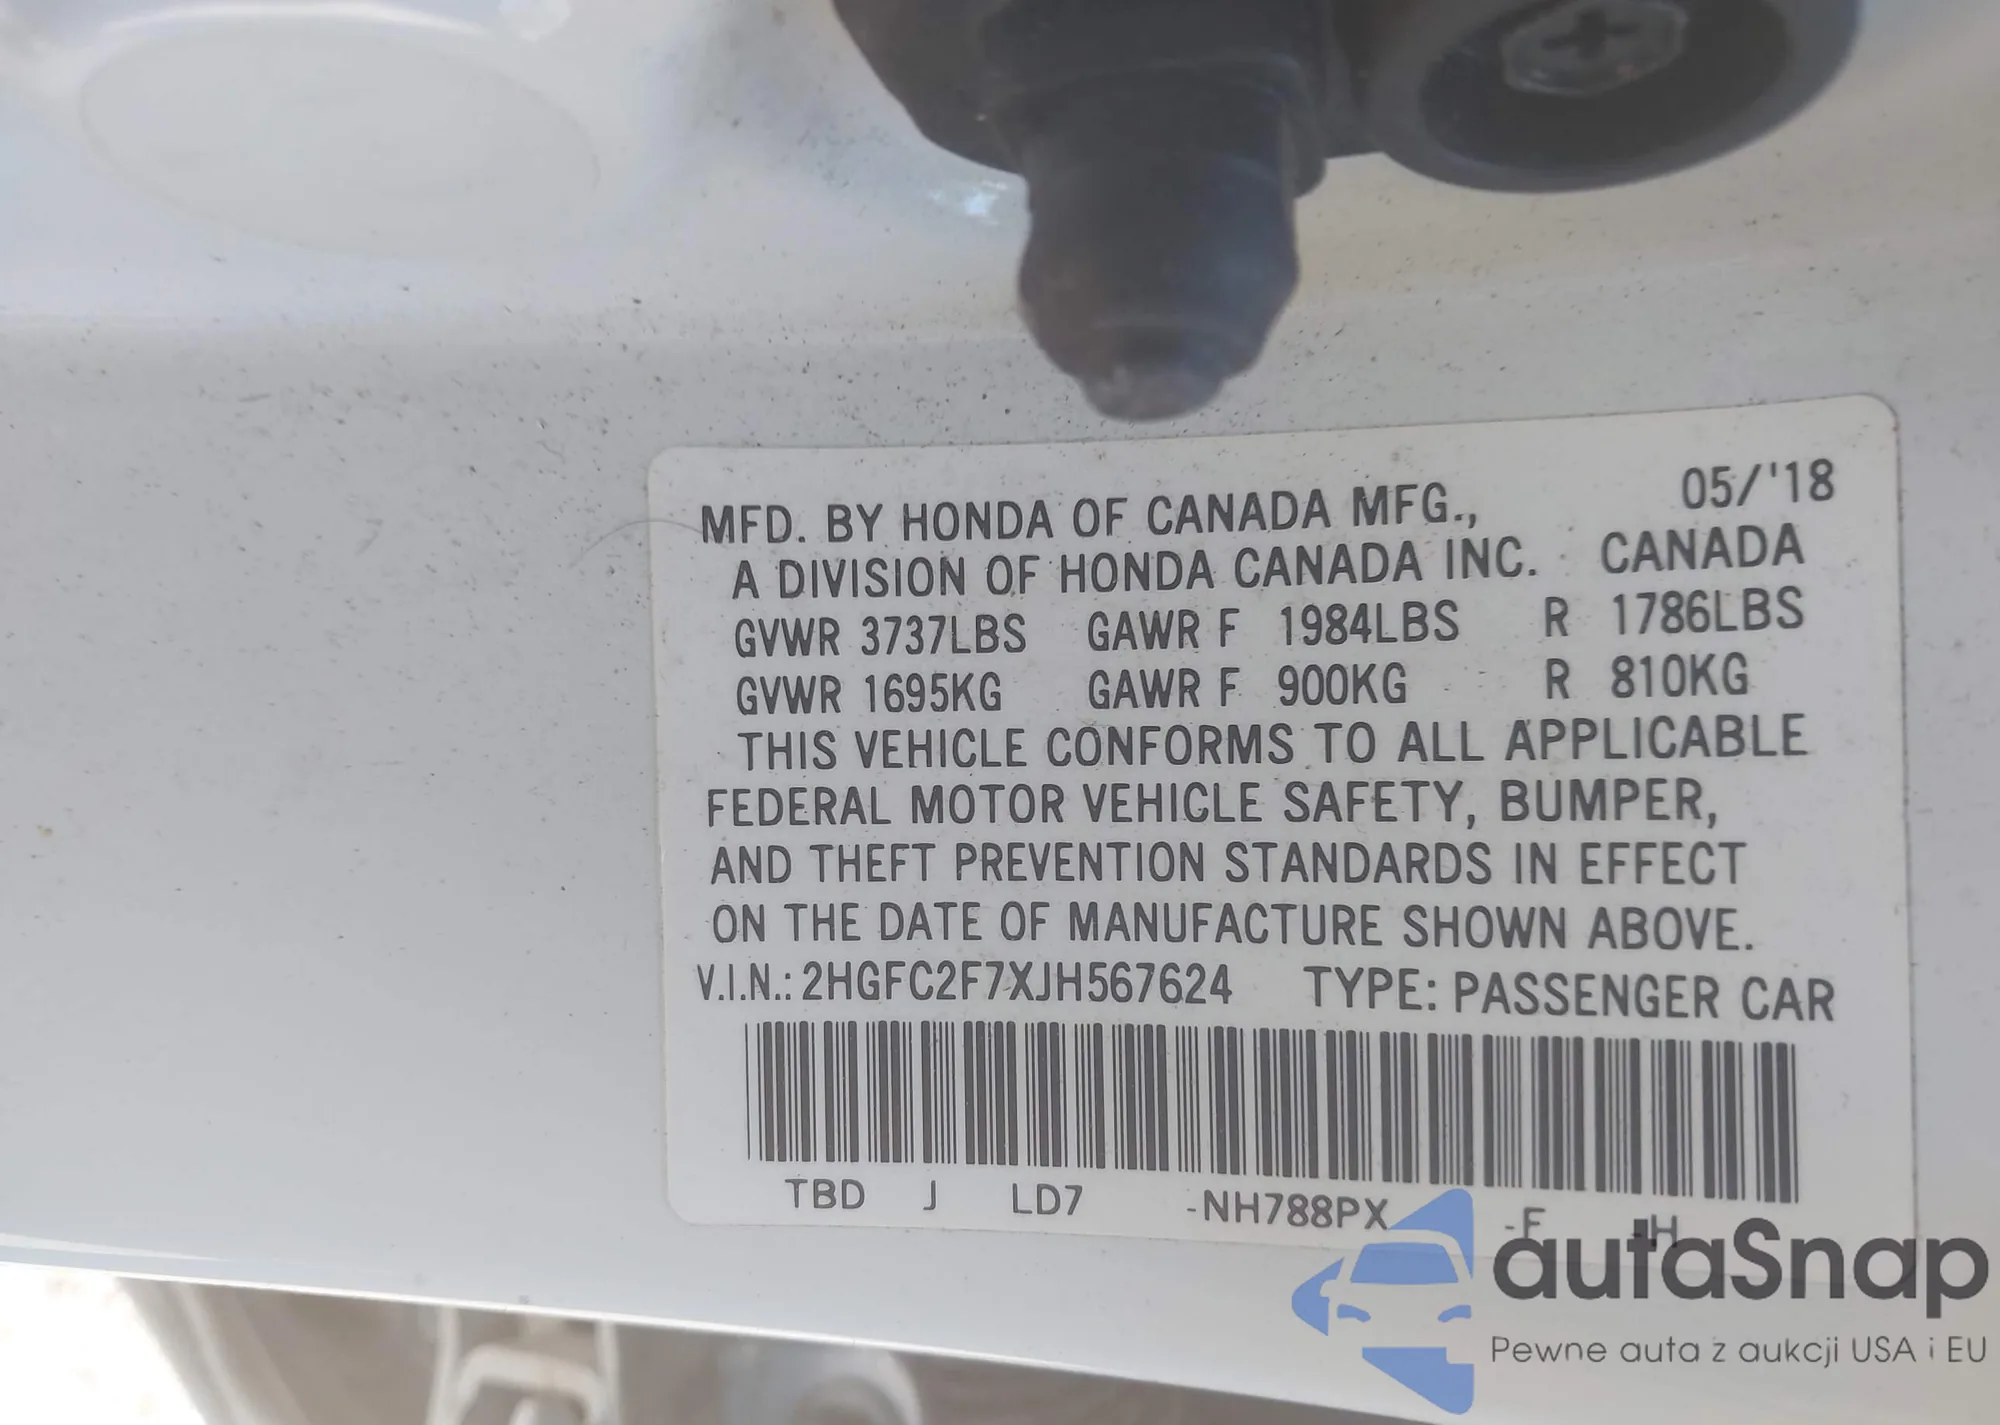 05/'18
MFD. BY HONDA OF CANADA MFG.,
A DIVISION OF HONDA CANADA INC. CANADA
GVWR 3737LBS GAWR F 1984LBS R 1786LBS
GVWR 1695KG GAWR F 900KG R 810KG
THIS VEHICLE CONFORMS TO ALL APPLICABLE
FEDERAL MOTOR VEHICLE SAFETY, BUMPER,
AND THEFT PREVENTION STANDARDS IN EFFECT
ON THE DATE OF MANUFACTURE SHOWN ABOVE.
V.I.N.: 2HGFC2F7XJH567624 TYPE: PASSENGER CAR
TBD J LD7 -NH788PX -F -H
autaSnap
Pewne auta z aukcji USA i EU